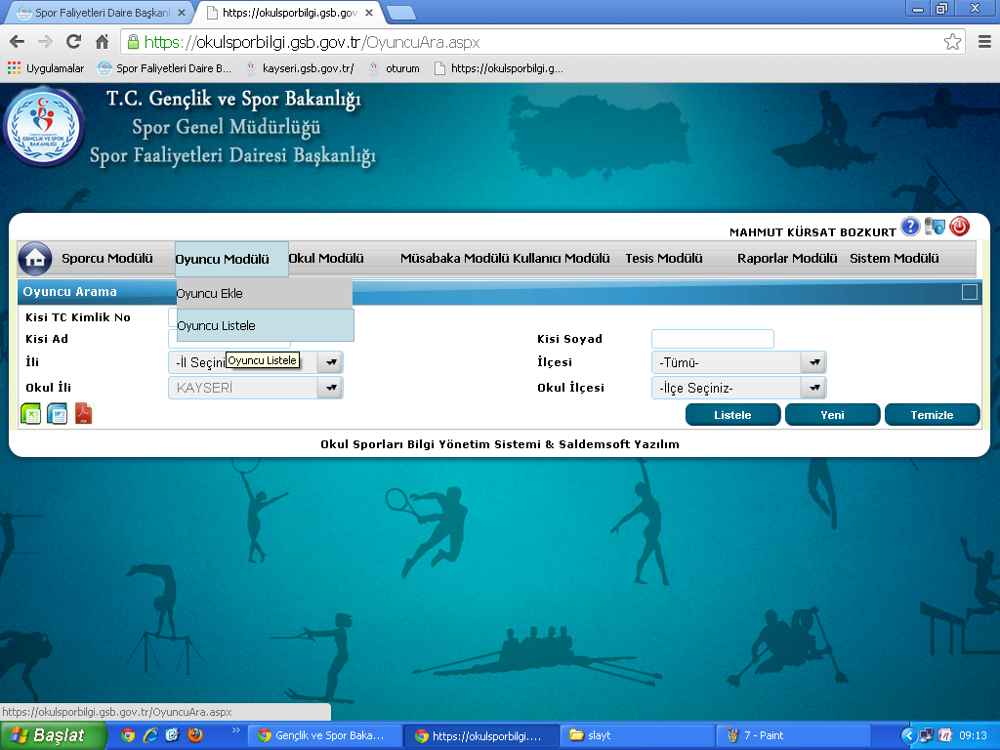 Spor Faliyetleri Daire Başkanl
https://okulsporbilgi.gsb.gov
https://okulsporbilgi.gsb.gov.tr/OyuncuAra.aspx
Uygulamalar
Spor Faliyetleri Daire B...
kayseri.gsb.gov.tr/
oturum
https://okulsporbilgi.g...
T.C. Gençlik ve Spor Bakanlığı
Spor Genel Müdürlüğü
Spor Faaliyetleri Dairesi Başkanlığı
MAHMUT KÜRSAT BOZKURT
Sporcu Modülü Oyuncu Modülü Okul Modülü Müsabaka Modülü Kullanıcı Modülü Tesis Modülü Raporlar Modülü Sistem Modülü
Oyuncu Arama
Oyuncu Ekle
Oyuncu Listele
Kisi TC Kimlik No
Kisi Ad
Kisi Soyad
Oyuncu Listele
İli
-İl Seçini
İlçesi
-Tümü-
Okul İli
KAYSERİ
Okul İlçesi
-İlçe Seçiniz-
Listele
Yeni
Temizle
Okul Sporları Bilgi Yönetim Sistemi & Saldemsoft Yazılım
https://okulsporbilgi.gsb.gov.tr/OyuncuAra.aspx
Başlat
Gençlik ve Spor Baka...
https://okulsporbilgi....
slayt
7 - Paint
09:13